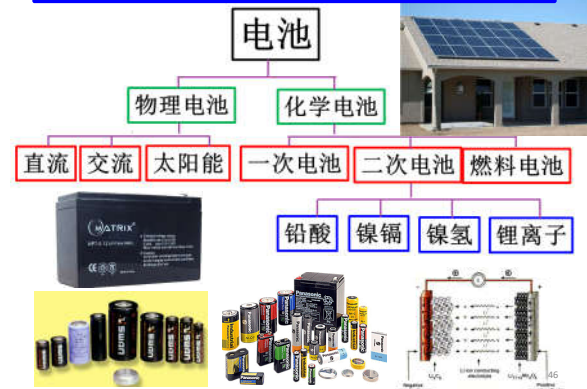 电池
物理电池 化学电池
直流 交流 太阳能 一次电池 二次电池 燃料电池
铅酸 镍镉 镍氢 锂离子
MATRIX
Panasonic
46